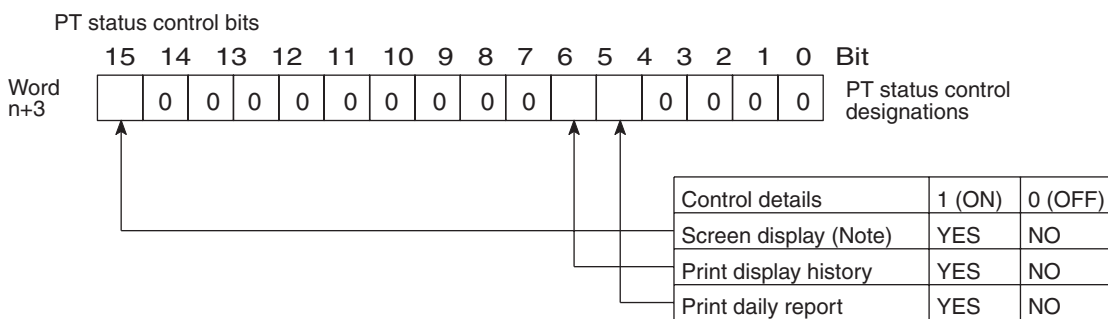 PT status control bits
15 14 13 12 11 10 9 8 7 6 5 4 3 2 1 0 Bit
Word
n+3
0 0 0 0 0 0 0 0 0 0 0 0
PT status control
designations
Control details 1 (ON) 0 (OFF)
Screen display (Note) YES NO
Print display history YES NO
Print daily report YES NO